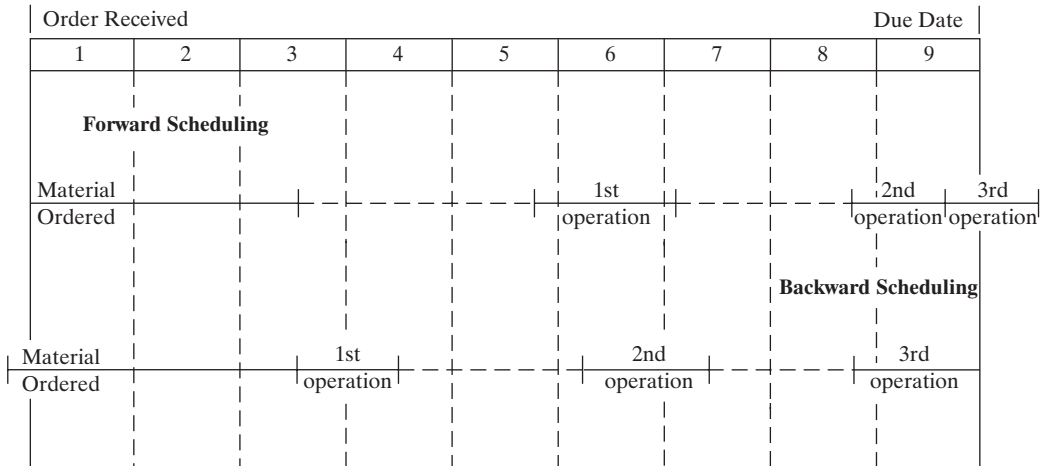 Order Received Due Date
1 2 3 4 5 6 7 8 9
Forward Scheduling
Material 1st 2nd 3rd
Ordered operation operation operation
Backward Scheduling
Material 1st 2nd 3rd
Ordered operation operation operation